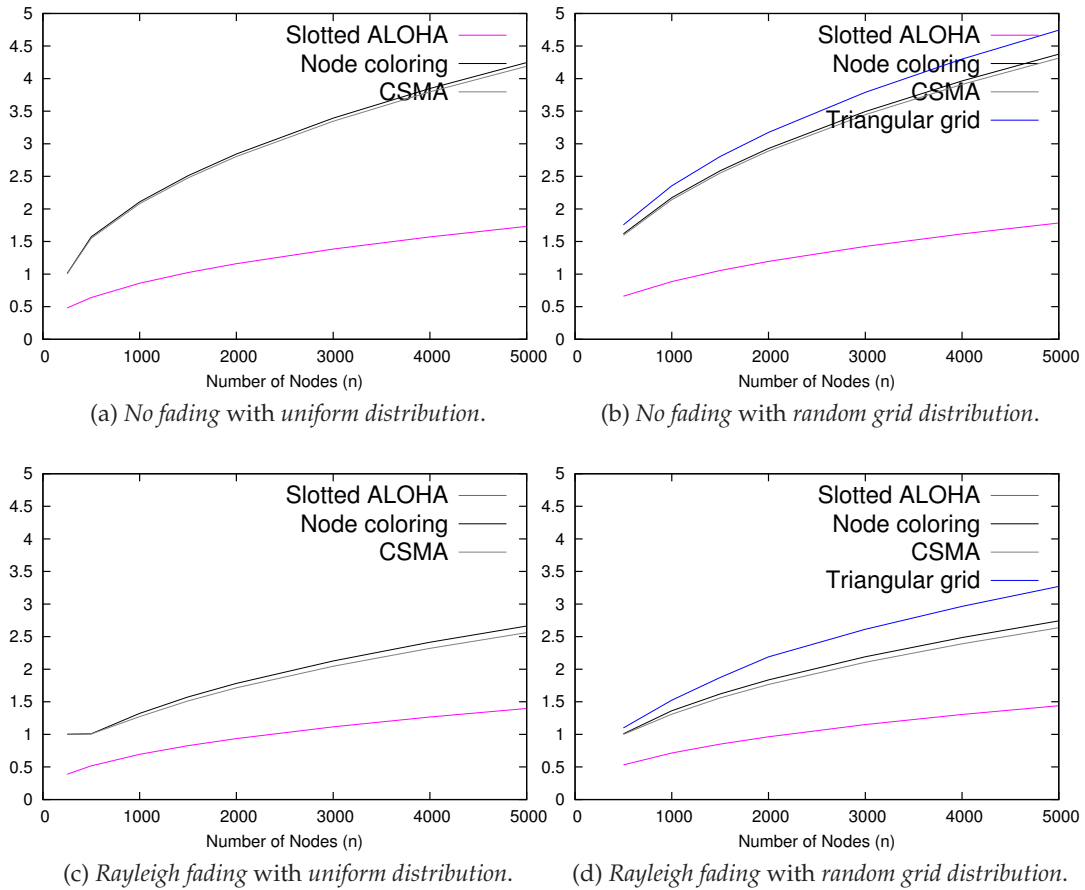 5
4.5
4
3.5
3
2.5
2
1.5
1
0.5
0
0 1000 2000 3000 4000 5000
Number of Nodes (n)
Slotted ALOHA
Node coloring
CSMA
(a) No fading with uniform distribution.
5
4.5
4
3.5
3
2.5
2
1.5
1
0.5
0
0 1000 2000 3000 4000 5000
Number of Nodes (n)
Slotted ALOHA
Node coloring
CSMA
Triangular grid
(b) No fading with random grid distribution.
5
4.5
4
3.5
3
2.5
2
1.5
1
0.5
0
0 1000 2000 3000 4000 5000
Number of Nodes (n)
Slotted ALOHA
Node coloring
CSMA
(c) Rayleigh fading with uniform distribution.
5
4.5
4
3.5
3
2.5
2
1.5
1
0.5
0
0 1000 2000 3000 4000 5000
Number of Nodes (n)
Slotted ALOHA
Node coloring
CSMA
Triangular grid
(d) Rayleigh fading with random grid distribution.